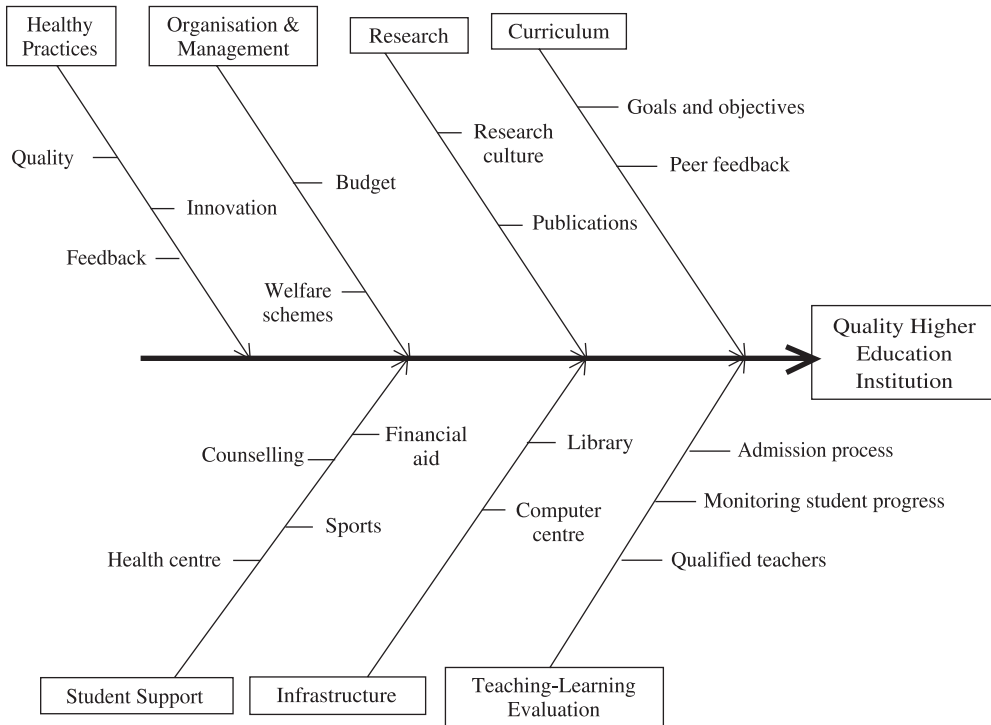 Healthy
Practices
Organisation &
Management
Research
Curriculum
Goals and objectives
Research
culture
Quality
Peer feedback
Budget
Innovation
Publications
Feedback
Welfare
schemes
Quality Higher
Education
Institution
Financial
aid
Counselling
Library
Admission process
Monitoring student progress
Computer
centre
Sports
Health centre
Qualified teachers
Student Support
Infrastructure
Teaching-Learning
Evaluation